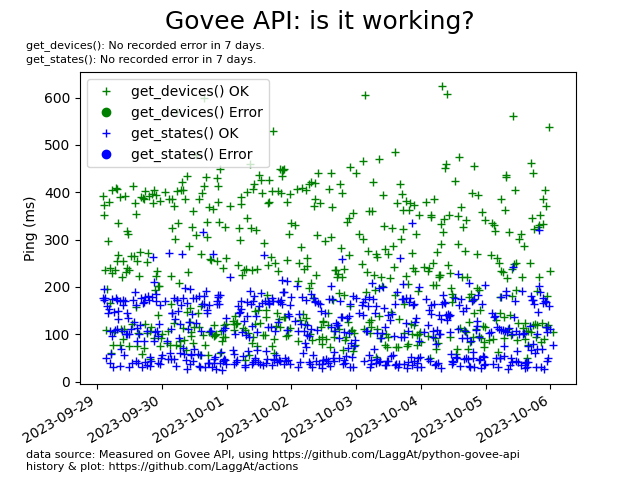 Govee API: is it working?
get_devices(): No recorded error in 7 days.
get_states(): No recorded error in 7 days.
get_devices() OK
get_devices() Error
get_states() OK
get_states() Error
Ping (ms)
600
500
400
300
200
100
0
2023-09-29
2023-09-30
2023-10-01
2023-10-02
2023-10-03
2023-10-04
2023-10-05
2023-10-06
data source: Measured on Govee API, using https://github.com/LaggAt/python-govee-api
history & plot: https://github.com/LaggAt/actions